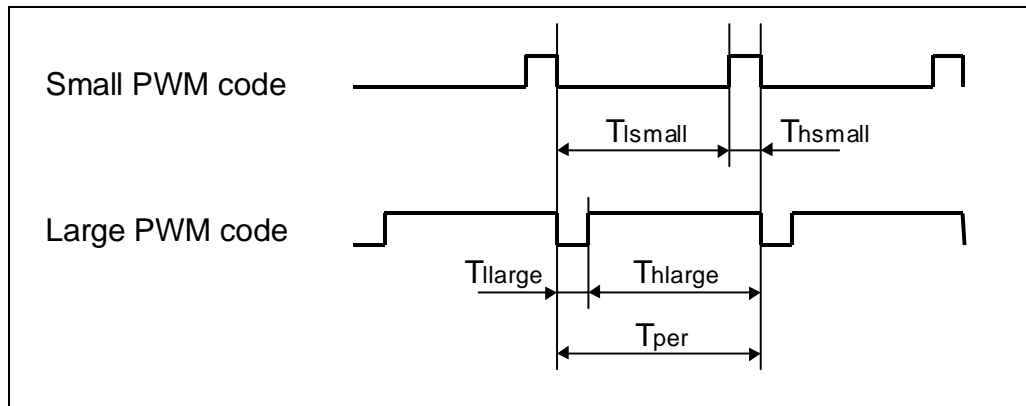 Small PWM code
Tlsmall Thsmall
Large PWM code
Tllarge Thlarge
Tper